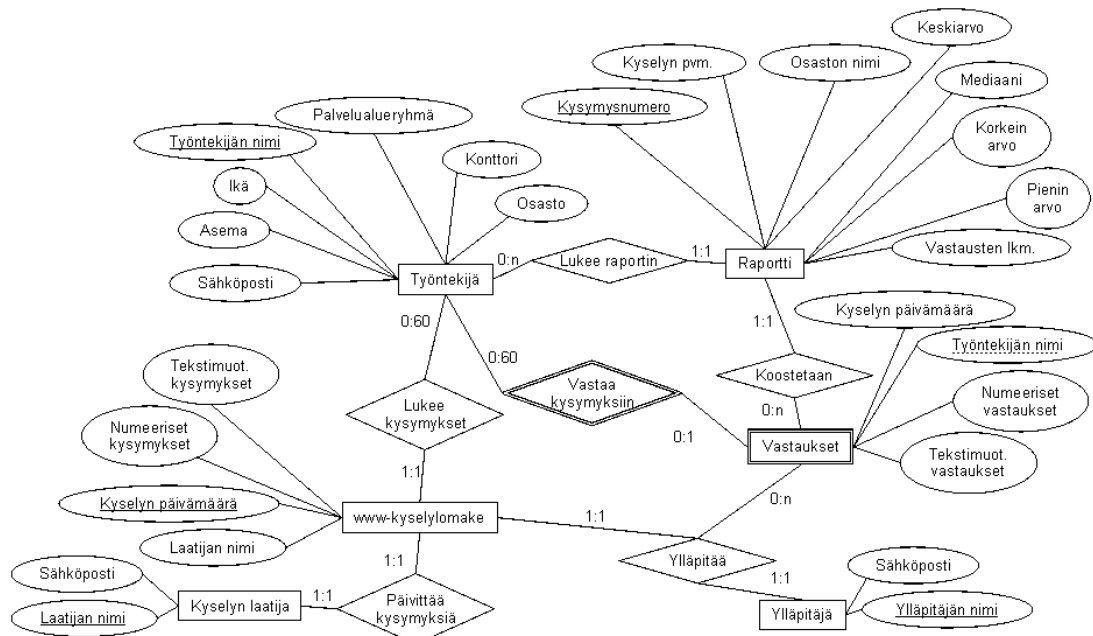 Keskiarvo
Kyselyn pvm.
Osaston nimi
Mediaani
Kysymysnumero
Palvelualueryhmä
Korkein
arvo
Työntekijän nimi
Konttori
Ikä
Pienin
arvo
Osasto
Asema
Vastausten lkm.
0:n
Lukee raportin
1:1
Raportti
Työntekijä
Sähköposti
Kyselyn päivämäärä
0:60
1:1
Työntekijän nimi
0:60
Tekstimuot.
kysymykset
Koostetaan
Vastaa
kysymyksiin
Numeeriset
vastaukset
Lukee
kysymykset
0:n
Numeeriset
kysymykset
0:1
Vastaukset
Tekstimuot.
vastaukset
1:1
Kyselyn päivämäärä
0:n
www-kyselylomake
1:1
Laatijan nimi
1:1
Ylläpitää
Sähköposti
1:1
Sähköposti
1:1
Kyselyn laatija
Päivittää
kysymyksiä
Laatijan nimi
Ylläpitäjä
Ylläpitäjän nimi